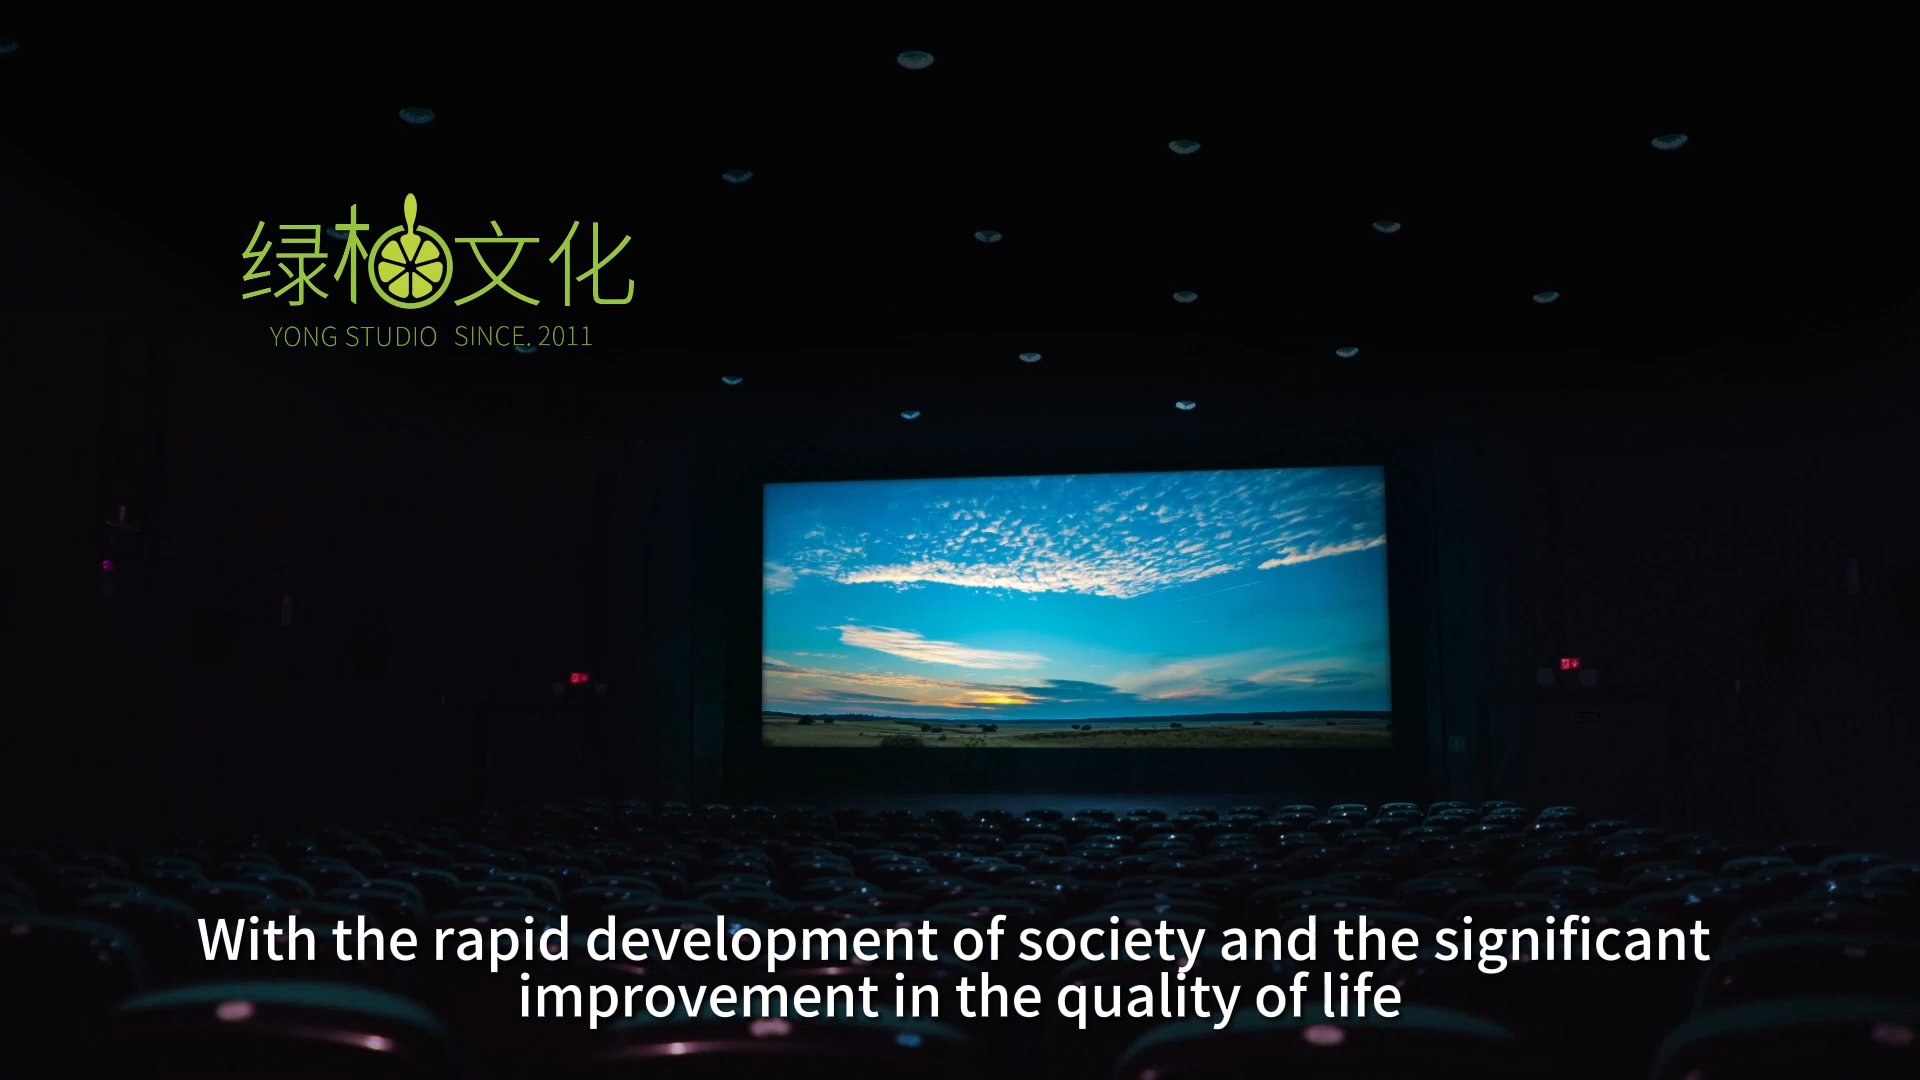 绿柚文化
YONG STUDIO SINCE. 2011
With the rapid development of society and the significant
improvement in the quality of life